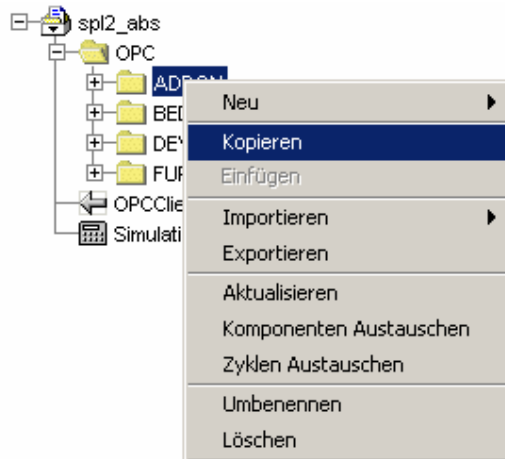 spl2_abs
OPC
Neu
Kopieren
Einfügen
Importieren
Exportieren
Aktualisieren
Komponenten Austauschen
Zyklen Austauschen
Umbenennen
Löschen